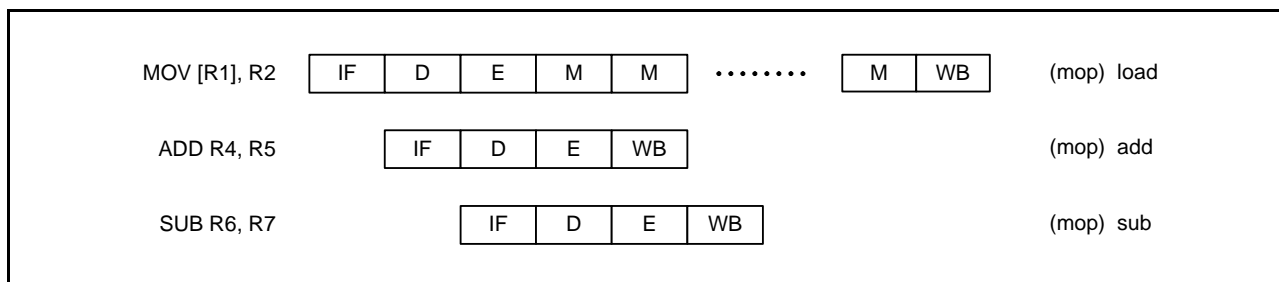 MOV [R1], R2 IF D E M M ········ M WB (mop) load
ADD R4, R5 IF D E WB (mop) add
SUB R6, R7 IF D E WB (mop) sub